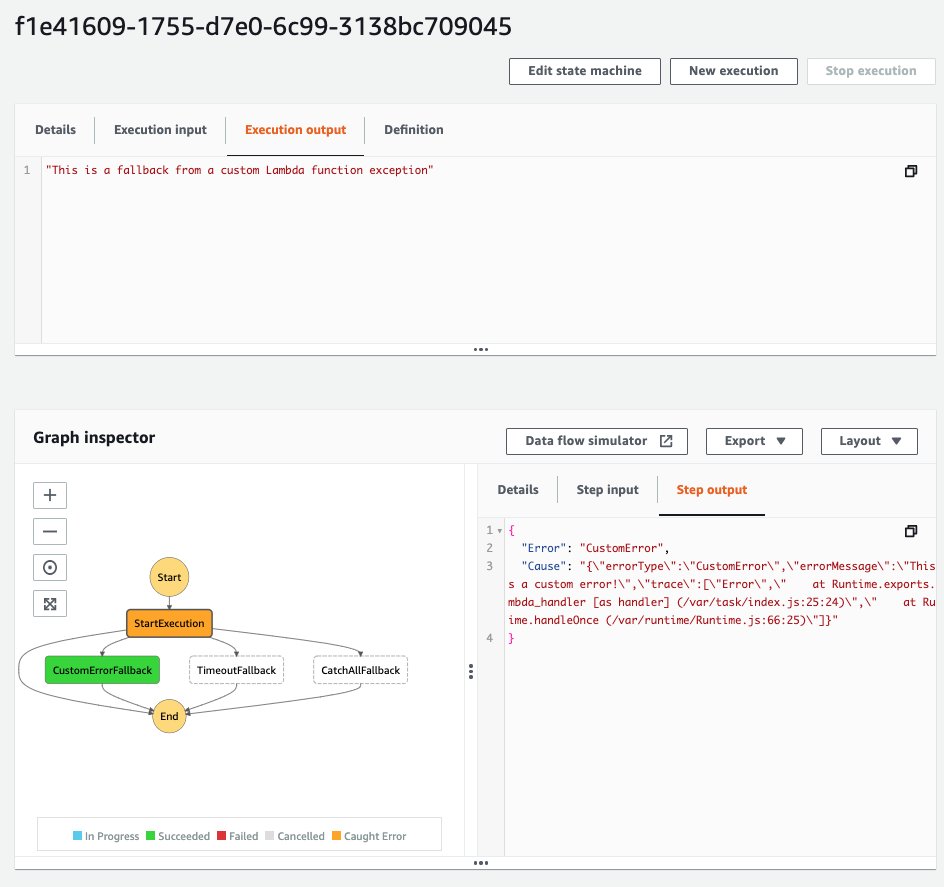 f1e41609-1755-d7e0-6c99-3138bc709045
Edit state machine New execution Stop execution
Details Execution input Execution output Definition
1 "This is a fallback from a custom Lambda function exception"
Graph inspector
Data flow simulator Export Layout
Details Step input Step output
Start
StartExecution
CustomErrorFallback TimeoutFallback CatchAllFallback
End
In Progress Succeeded Failed Cancelled Caught Error
1 {
2 "Error": "CustomError",
3 "Cause": "{\"errorType\":\"CustomError\",\"errorMessage\":\"This
s a custom error!\",\"trace\":[\"Error\",\"    at Runtime.exports.
mbda_handler [as handler] (/var/task/index.js:25:24)\",\"    at Ru
ime.handleOnce (/var/runtime/Runtime.js:66:25)\"]}"
4 }